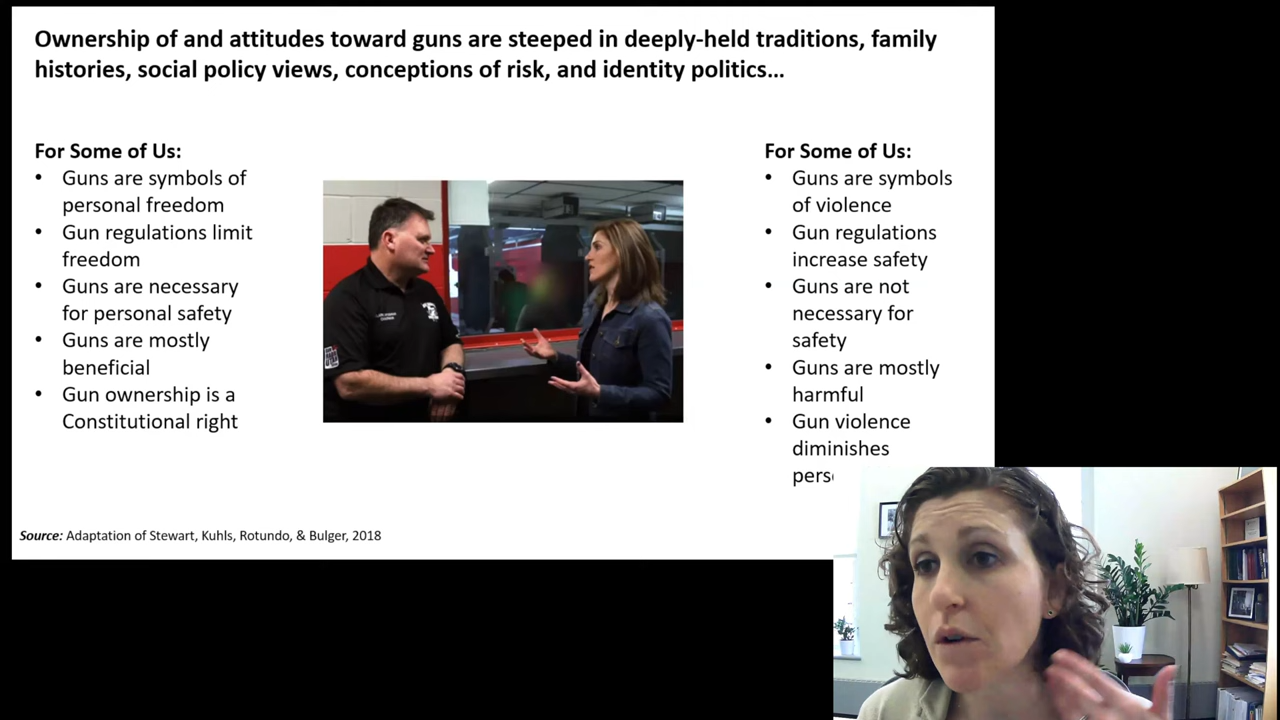 Ownership of and attitudes toward guns are steeped in deeply-held traditions, family
histories, social policy views, conceptions of risk, and identity politics…
For Some of Us:
• Guns are symbols of
personal freedom
• Gun regulations limit
freedom
• Guns are necessary
for personal safety
• Guns are mostly
beneficial
• Gun ownership is a
Constitutional right
For Some of Us:
• Guns are symbols
of violence
• Gun regulations
increase safety
• Guns are not
necessary for
safety
• Guns are mostly
harmful
• Gun violence
diminishes
Source: Adaptation of Stewart, Kuhls, Rotundo, & Bulger, 2018